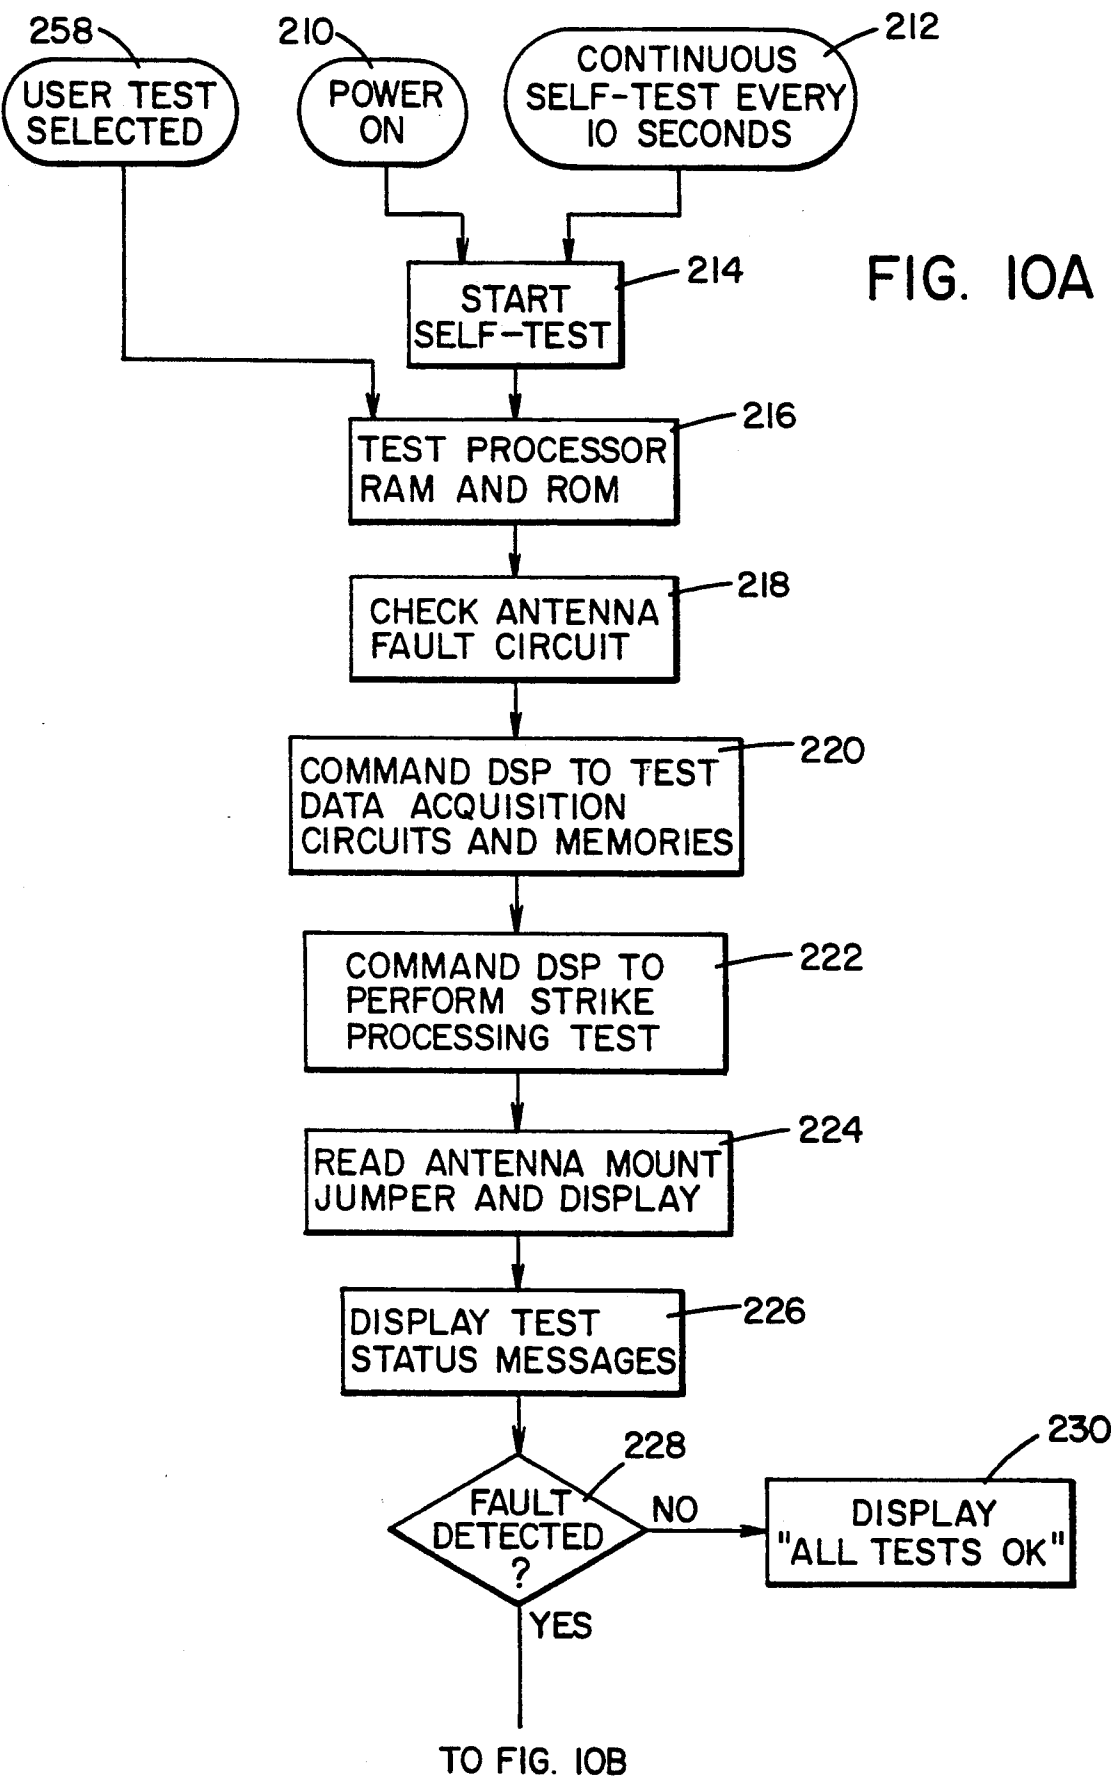 258
210
212
USER TEST
SELECTED
POWER
ON
CONTINUOUS
SELF-TEST EVERY
10 SECONDS
FIG. 10A
214
START
SELF-TEST
216
TEST PROCESSOR
RAM AND ROM
218
CHECK ANTENNA
FAULT CIRCUIT
220
COMMAND DSP TO TEST
DATA ACQUISITION
CIRCUITS AND MEMORIES
222
COMMAND DSP TO
PERFORM STRIKE
PROCESSING TEST
224
READ ANTENNA MOUNT
JUMPER AND DISPLAY
226
DISPLAY TEST
STATUS MESSAGES
228
FAULT
DETECTED
?
NO
230
DISPLAY
"ALL TESTS OK"
YES
TO FIG. 10B